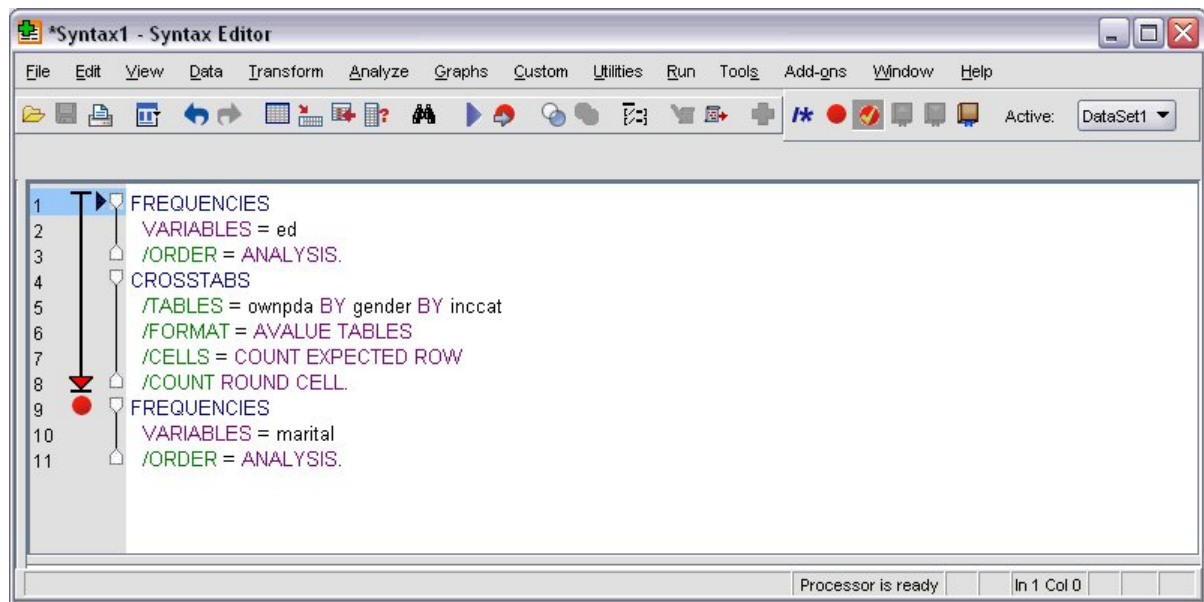 *Syntax1 - Syntax Editor
File Edit View Data Transform Analyze Graphs Custom Utilities Run Tools Add-ons Window Help
/* Active: DataSet1
1 FREQUENCIES
2 VARIABLES = ed
3 /ORDER = ANALYSIS.
4 CROSSTABS
5 /TABLES = ownpda BY gender BY inccat
6 /FORMAT = AVALUE TABLES
7 /CELLS = COUNT EXPECTED ROW
8 /COUNT ROUND CELL.
9 FREQUENCIES
10 VARIABLES = marital
11 /ORDER = ANALYSIS.
Processor is ready In 1 Col 0